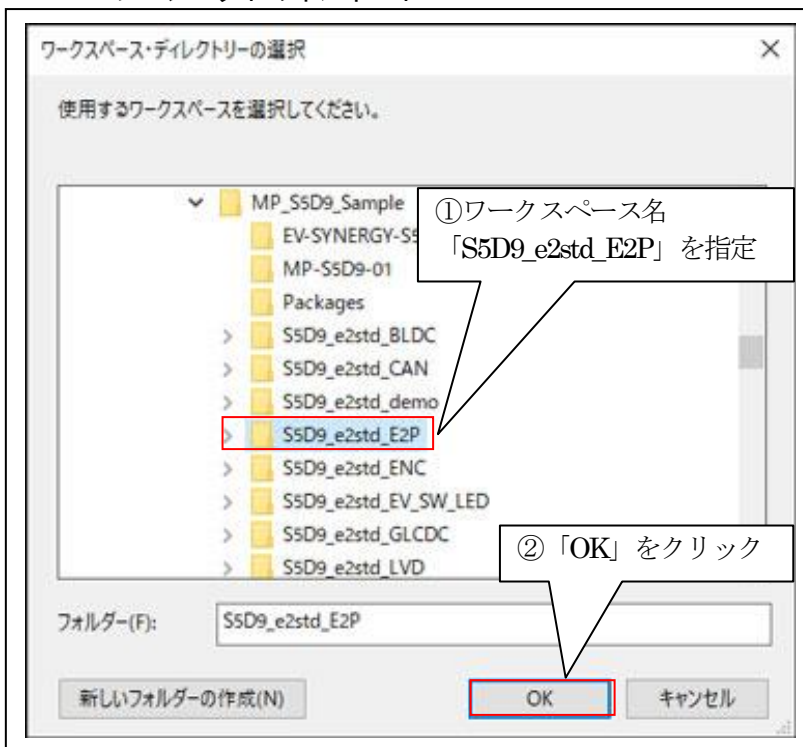 ワークスペース・ディレクトリーの選択
使用するワークスペースを選択してください。
MP_S5D9_Sample
EV-SYNERGY-S5
MP-S5D9-01
Packages
S5D9_e2std_BLDC
S5D9_e2std_CAN
S5D9_e2std_demo
S5D9_e2std_E2P
S5D9_e2std_ENC
S5D9_e2std_EV_SW_LED
S5D9_e2std_GLCDC
S5D9_e2std_LVD
①ワークスペース名
「S5D9_e2std_E2P」を指定
②「OK」をクリック
フォルダー(F): S5D9_e2std_E2P
新しいフォルダーの作成(N) OK キャンセル